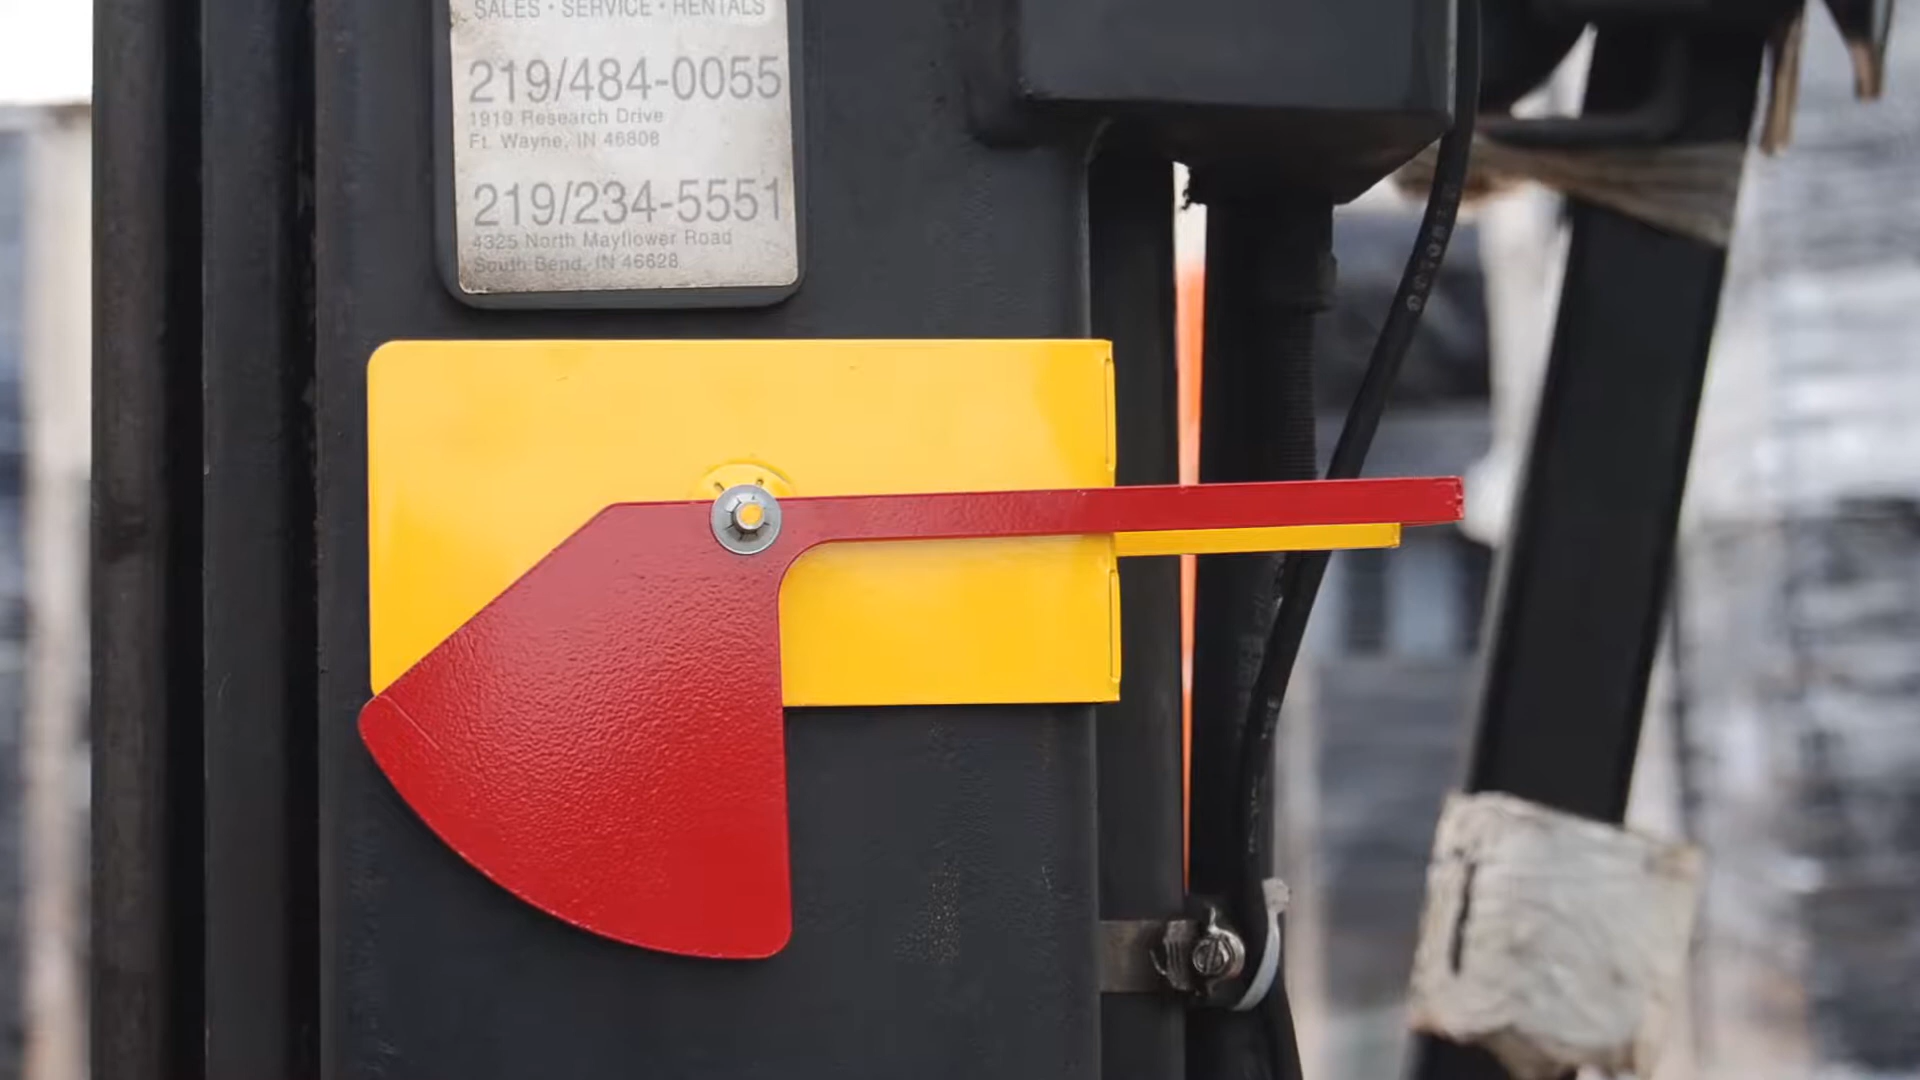 SALES • SERVICE • RENTALS
219/484-0055
1919 Research Drive
Ft. Wayne, IN 46808
219/234-5551
4325 North Mayflower Road
South Bend, IN 46628